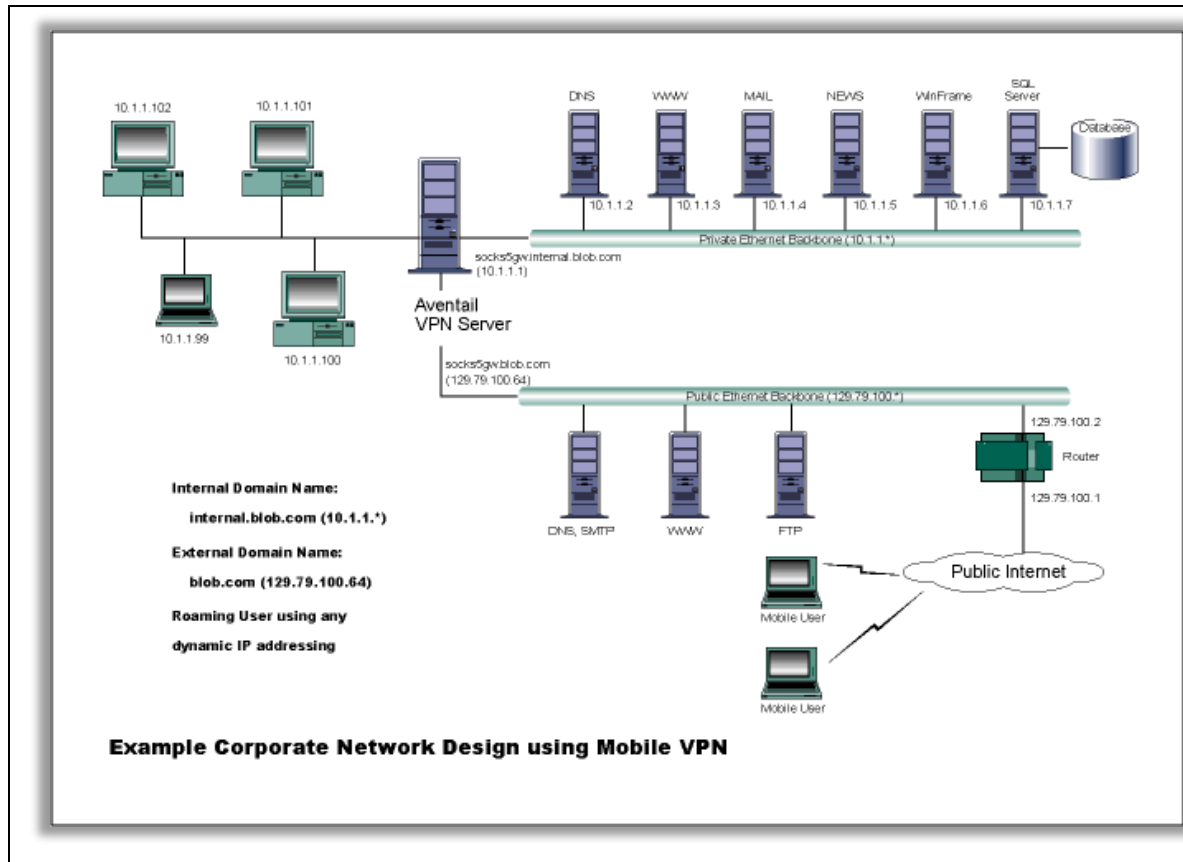 10.1.1.102
10.1.1.101
DNS
WWW
MAIL
NEWS
WinFrame
SQL
Server
Database
10.1.1.2
10.1.1.3
10.1.1.4
10.1.1.5
10.1.1.6
10.1.1.7
Private Ethernet Backbone (10.1.1.*)
socks5gw.internal.blob.com
(10.1.1.1)
10.1.1.99
10.1.1.100
Aventail
VPN Server
socks5gw.blob.com
(129.79.100.64)
Public Ethernet Backbone (129.79.100.*)
129.79.100.2
Router
129.79.100.1
DNS, SMTP
WWW
FTP
Public Internet
Mobile User
Mobile User
Internal Domain Name:
internal.blob.com (10.1.1.*)
External Domain Name:
blob.com (129.79.100.64)
Roaming User using any
dynamic IP addressing
Example Corporate Network Design using Mobile VPN